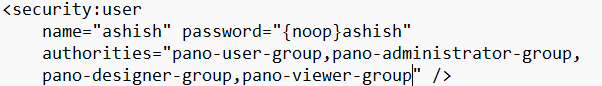 <security:user
name="ashish" password="{noop}ashish"
authorities="pano-user-group,pano-administrator-group,
pano-designer-group,pano-viewer-group" />